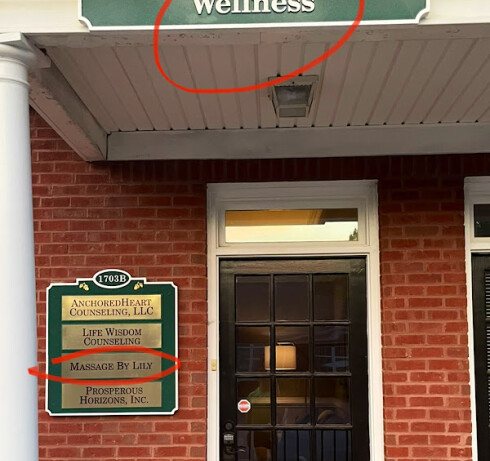 wellness
1703B
ANCHOREDHEART
COUNSELING, LLC
LIFE WISDOM
COUNSELING
MASSAGE BY LILY
PROSPEROUS
HORIZONS, INC.